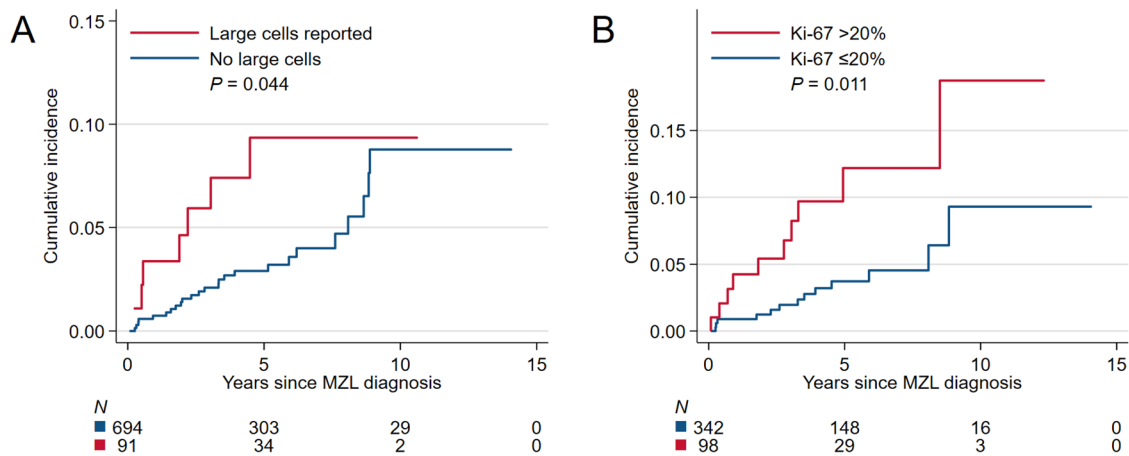 A
Large cells reported
No large cells
P = 0.044
Cumulative incidence
0.15
0.10
0.05
0.00
0 5 10 15
Years since MZL diagnosis
N
694 303 29 0
91 34 2 0
B
Ki-67 >20%
Ki-67 ≤20%
P = 0.011
Cumulative incidence
0.15
0.10
0.05
0.00
0 5 10 15
Years since MZL diagnosis
N
342 148 16 0
98 29 3 0